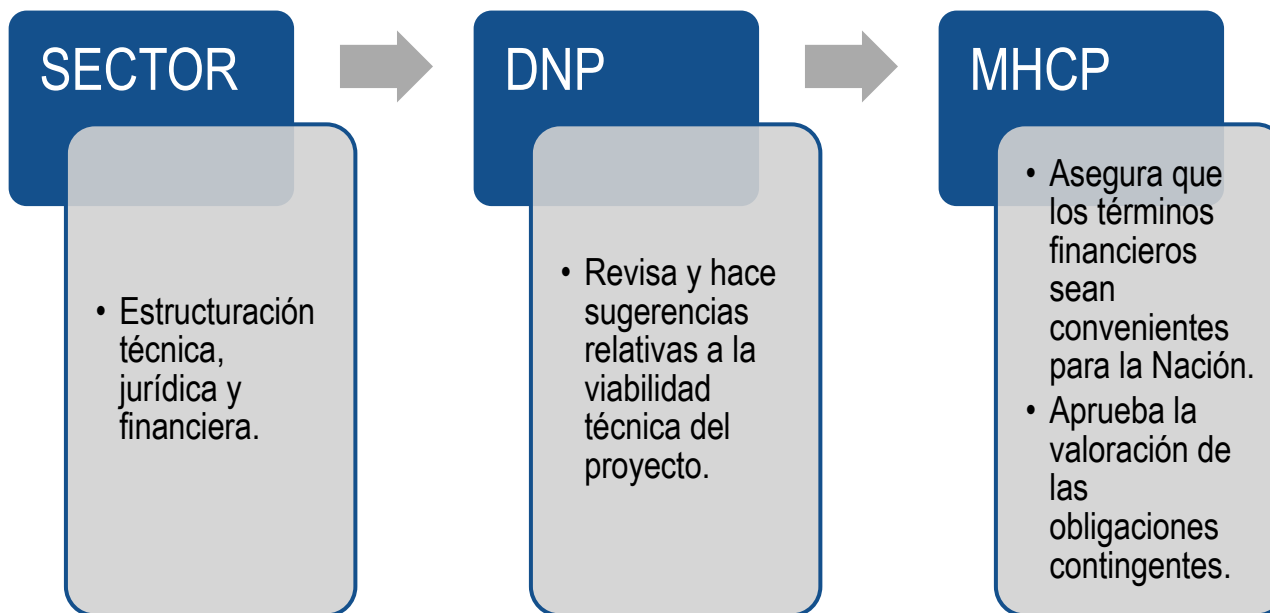 SECTOR
• Estructuración
técnica,
jurídica y
financiera.
DNP
• Revisa y hace
sugerencias
relativas a la
viabilidad
técnica del
proyecto.
MHCP
• Asegura que
los términos
financieros
sean
convenientes
para la Nación.
• Aprueba la
valoración de
las
obligaciones
contingentes.